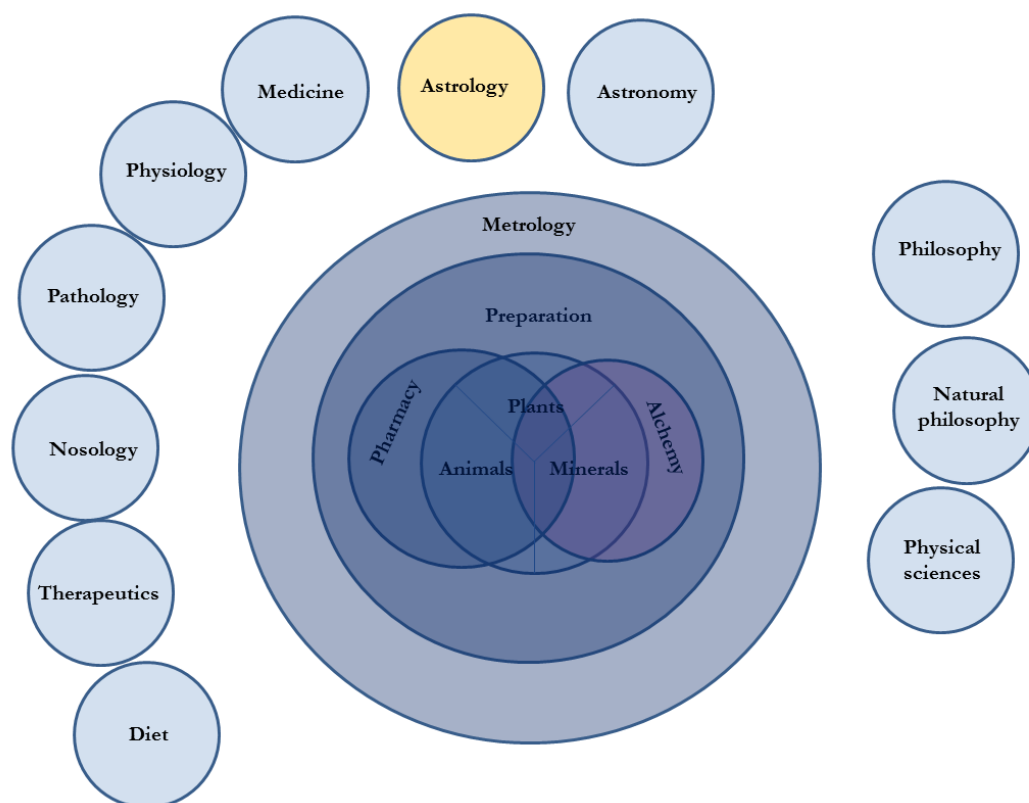 Medicine
Astrology
Astronomy
Physiology
Metrology
Philosophy
Pathology
Preparation
Pharmacy
Plants
Alchemy
Natural
philosophy
Nosology
Animals
Minerals
Physical
sciences
Therapeutics
Diet